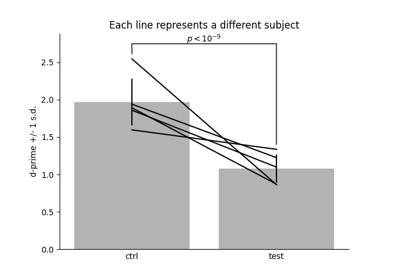 Each line represents a different subject
p < 10⁻⁹
2.5
2.0
1.5
1.0
0.5
0.0
d-prime +/- 1 s.d.
ctrl test